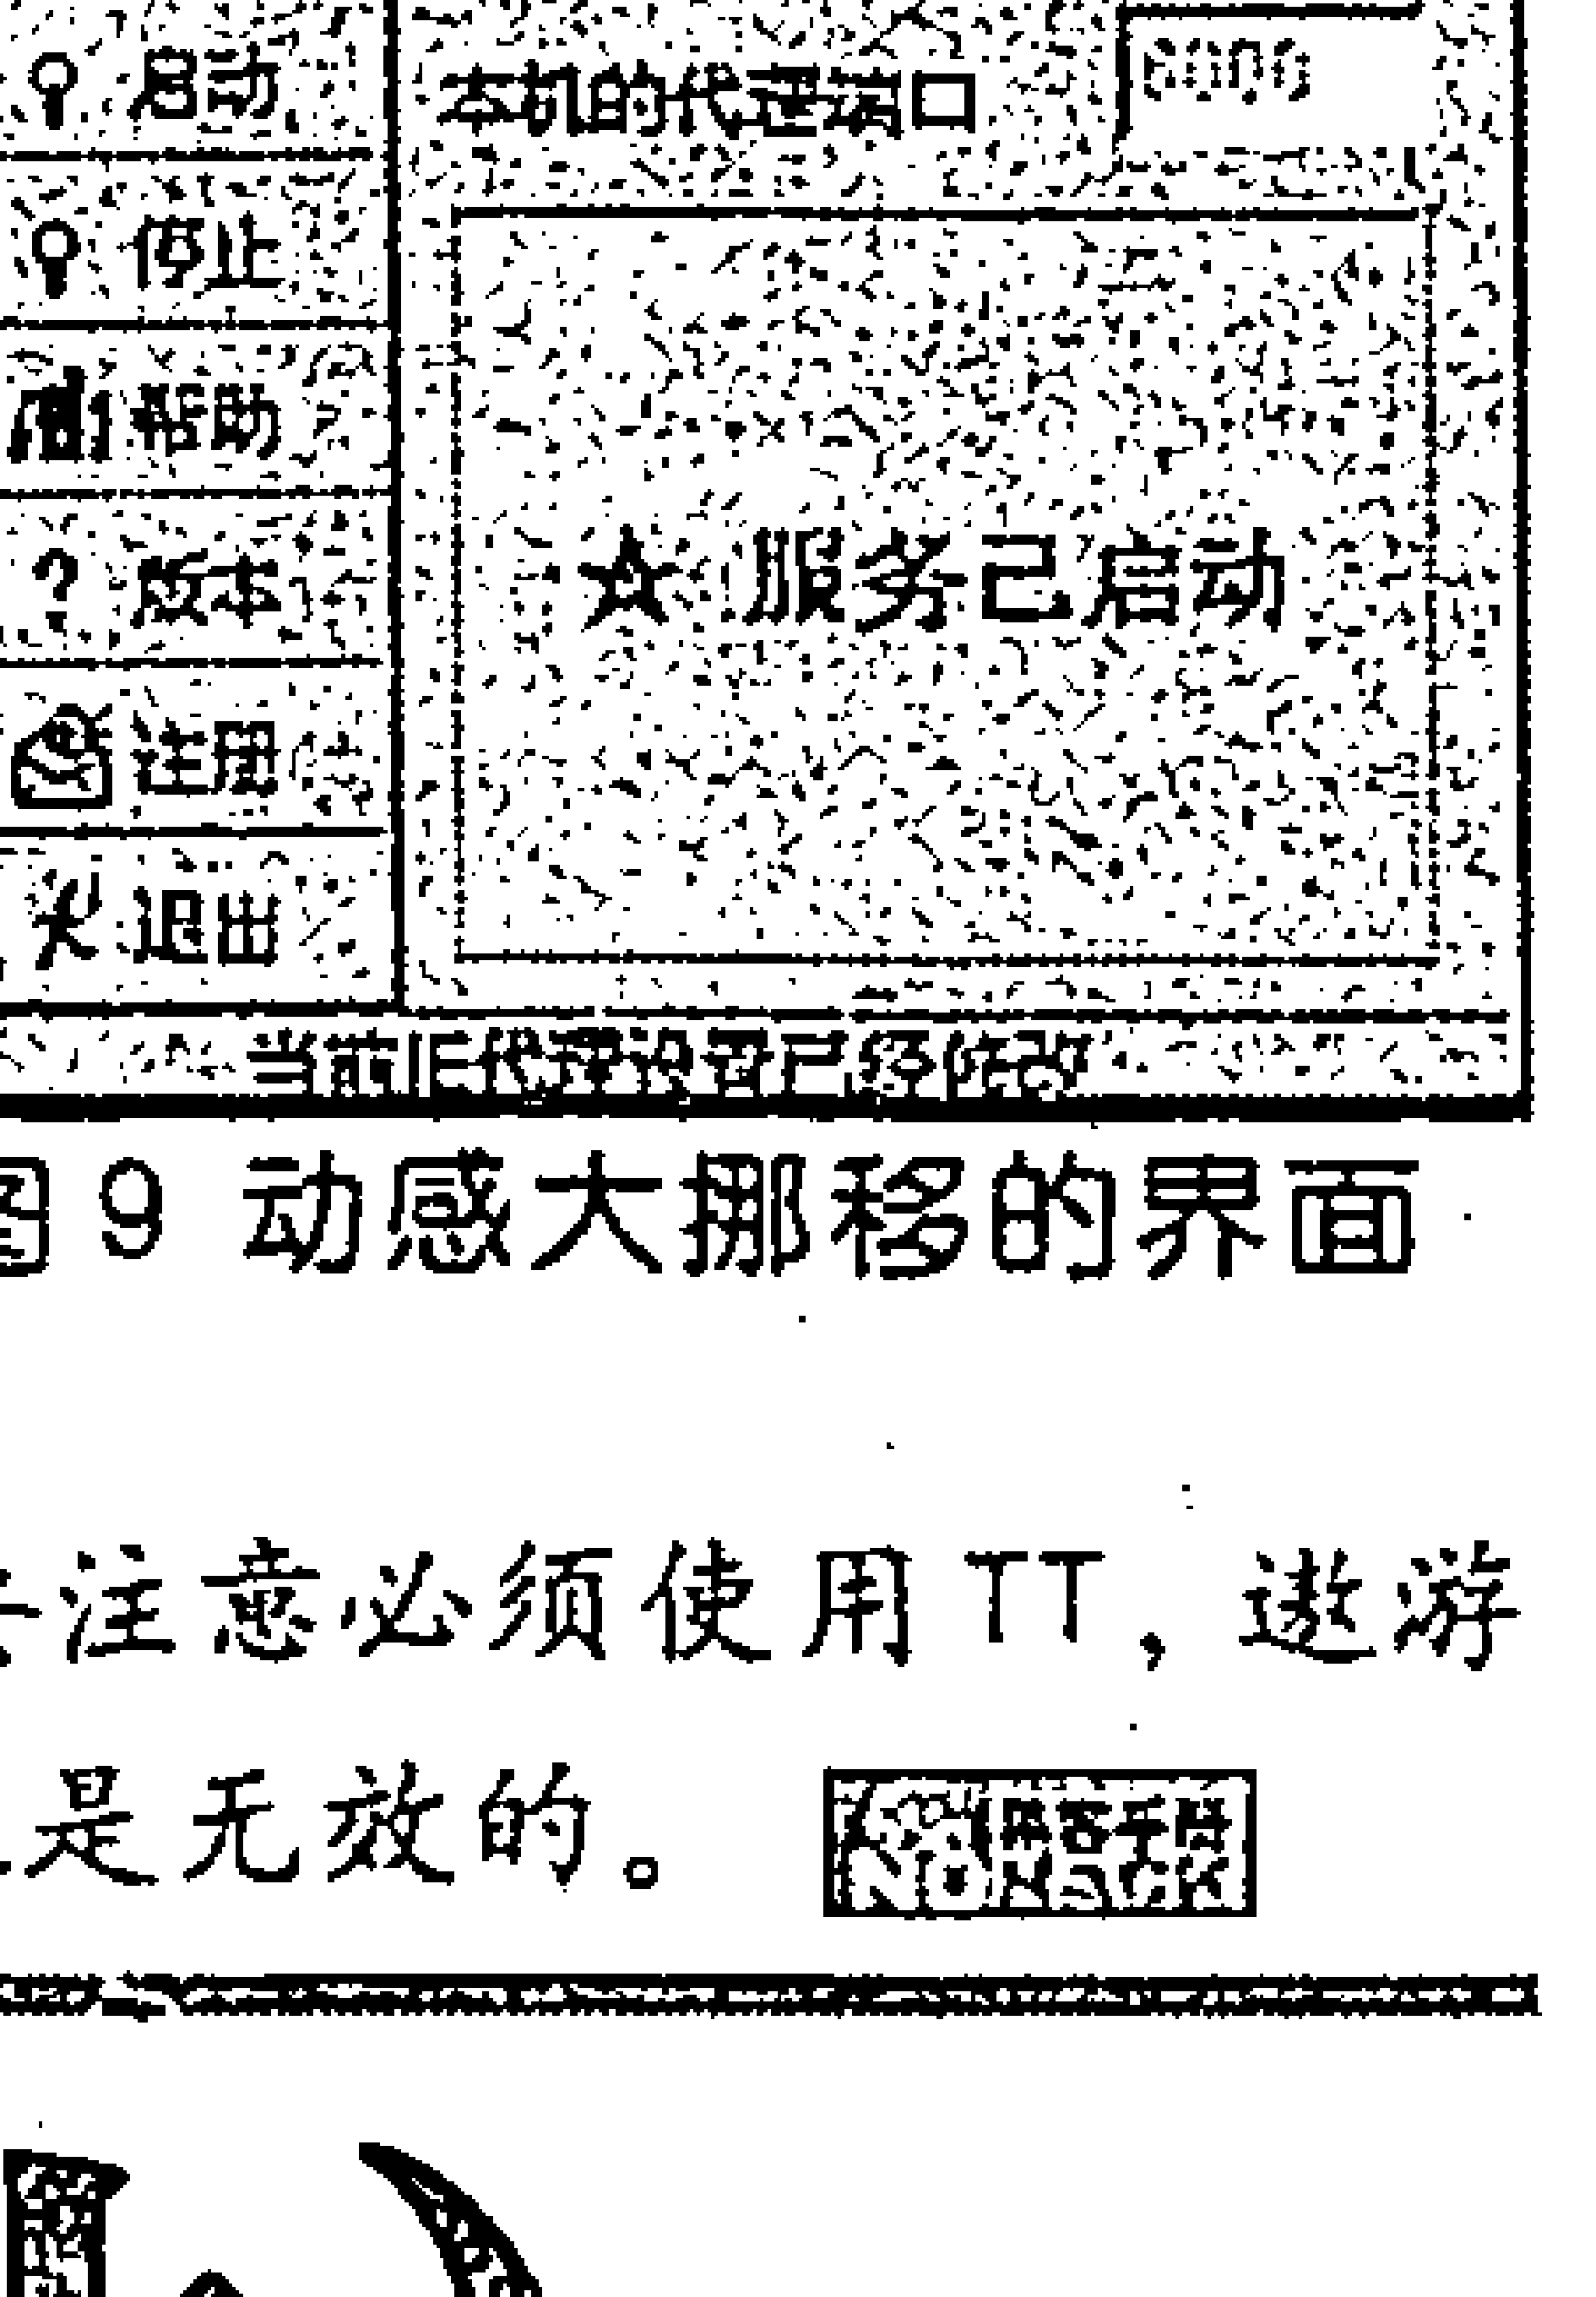 启动 本机的代理端口
停止
帮助
? 版本 ☆ 服务已启动
注册
退出
当前IE代理设置已经修改
图 9 动感大挪移的界面
注意必须使用 TT, 遨游
是无效的。